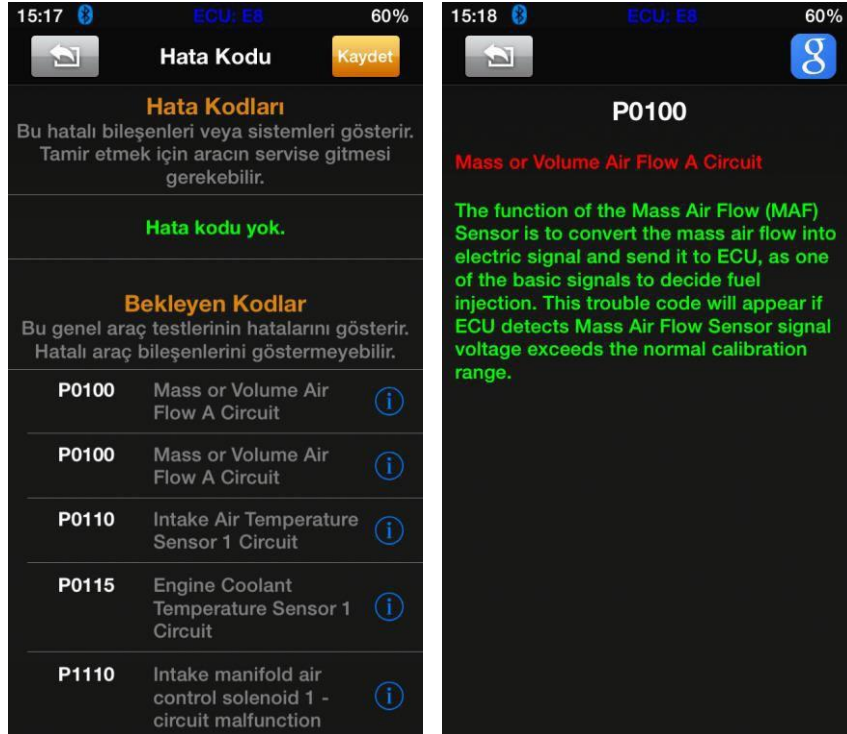 15:17 ECU: E8 60%
Hata Kodu
Kaydet
Hata Kodları
Bu hatalı bileşenleri veya sistemleri gösterir.
Tamir etmek için aracın servise gitmesi
gerekebilir.
Hata kodu yok.
Bekleyen Kodlar
Bu genel araç testlerinin hatalarını gösterir.
Hatalı araç bileşenlerini göstermeyebilir.
P0100 Mass or Volume Air
Flow A Circuit
P0100 Mass or Volume Air
Flow A Circuit
P0110 Intake Air Temperature
Sensor 1 Circuit
P0115 Engine Coolant
Temperature Sensor 1
Circuit
P1110 Intake manifold air
control solenoid 1 -
circuit malfunction
15:18 ECU: E8 60%
g
P0100
Mass or Volume Air Flow A Circuit
The function of the Mass Air Flow (MAF)
Sensor is to convert the mass air flow into
electric signal and send it to ECU, as one
of the basic signals to decide fuel
injection. This trouble code will appear if
ECU detects Mass Air Flow Sensor signal
voltage exceeds the normal calibration
range.